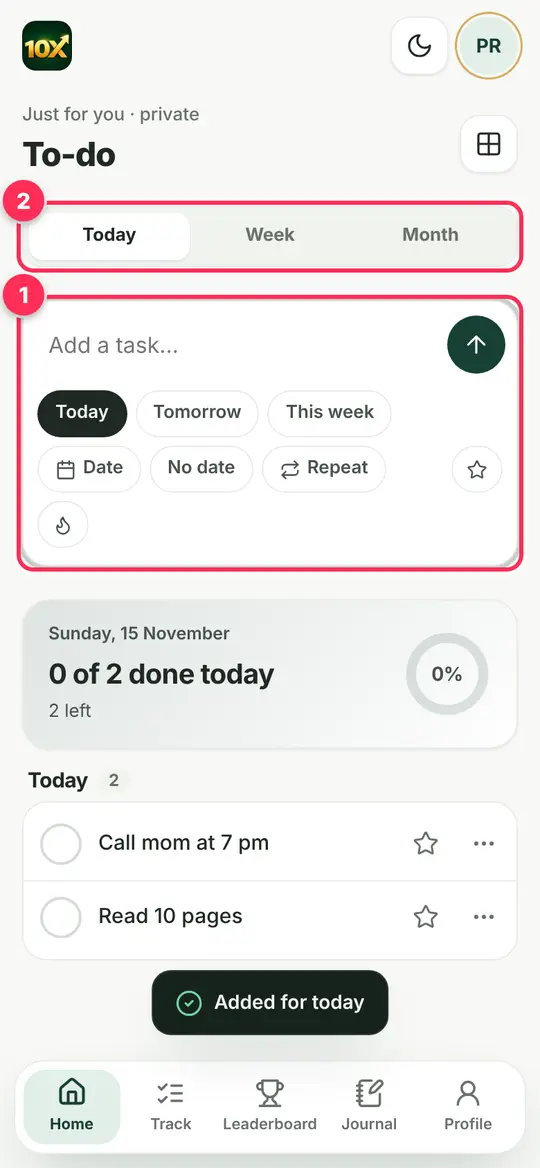 10X
PR
Just for you · private
To-do
2
Today Week Month
1
Add a task...
Today Tomorrow This week
Date No date Repeat
Sunday, 15 November
0 of 2 done today
2 left
0%
Today 2
Call mom at 7 pm
Read 10 pages
Added for today
Home Track Leaderboard Journal Profile